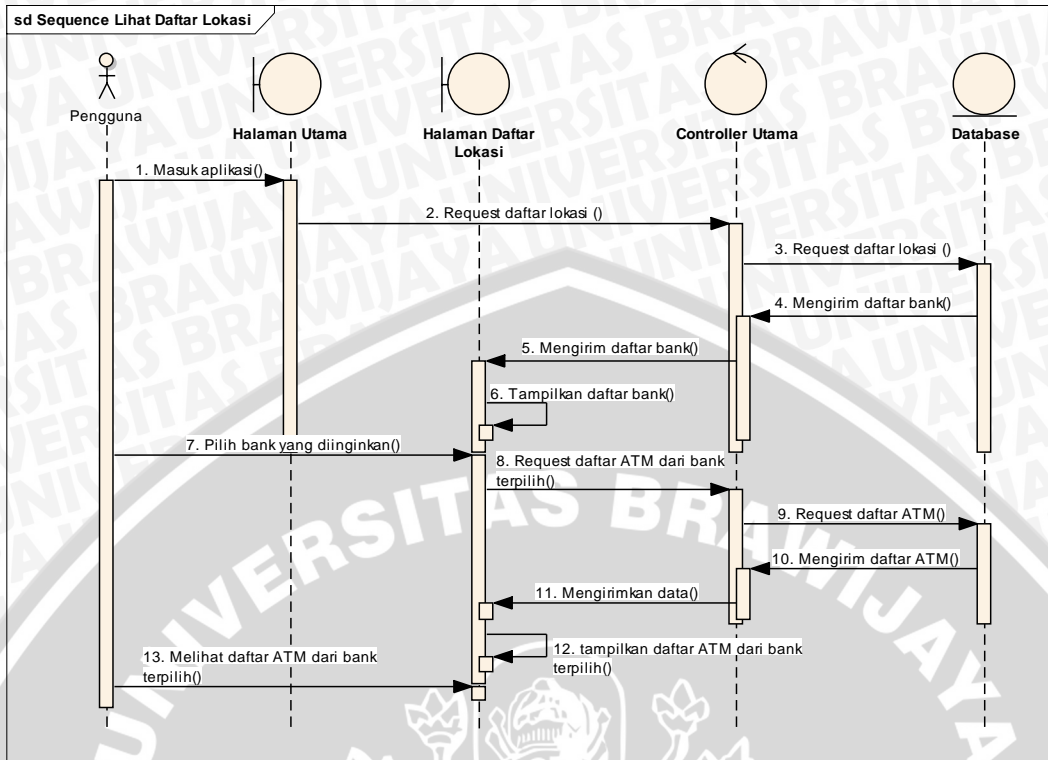 sd Sequence Lihat Daftar Lokasi
Pengguna
Halaman Utama
Halaman Daftar
Lokasi
Controller Utama
Database
1. Masuk aplikasi()
2. Request daftar lokasi ()
3. Request daftar lokasi ()
4. Mengirim daftar bank()
5. Mengirim daftar bank()
6. Tampilkan daftar bank()
7. Pilih bank yang diinginkan()
8. Request daftar ATM dari bank
terpilih()
9. Request daftar ATM()
10. Mengirim daftar ATM()
11. Mengirimkan data()
12. tampilkan daftar ATM dari bank
terpilih()
13. Melihat daftar ATM dari bank
terpilih()
UNIVERSITAS BRAWIJAYA